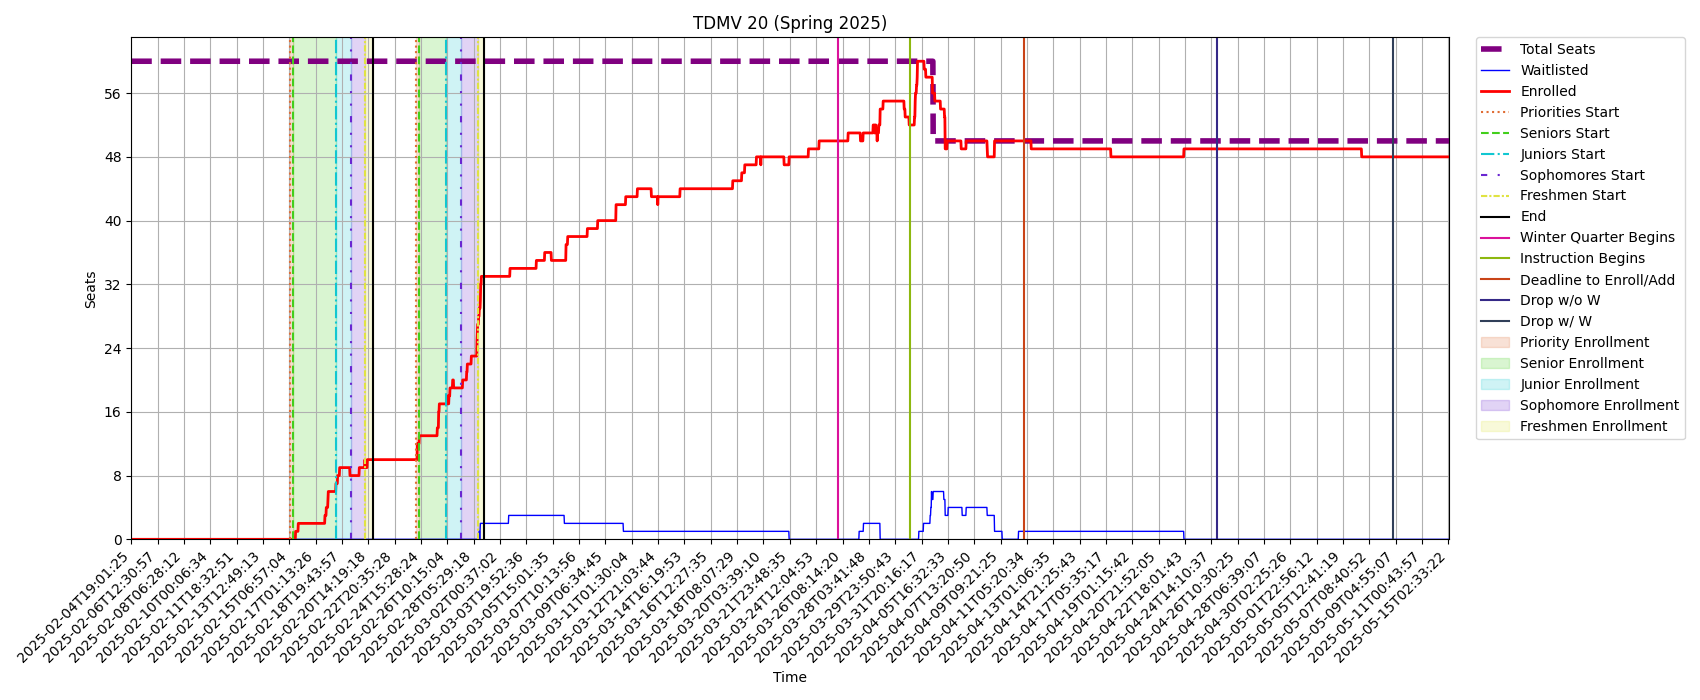 TDMV 20 (Spring 2025)
Seats
56
48
40
32
24
16
8
0
2025-02-04T19:01:25
2025-02-06T12:30:57
2025-02-08T06:28:12
2025-02-10T00:06:34
2025-02-11T18:32:51
2025-02-13T12:49:13
2025-02-15T06:57:04
2025-02-17T01:13:26
2025-02-18T19:43:57
2025-02-20T14:19:18
2025-02-22T20:35:28
2025-02-24T15:28:24
2025-02-26T10:15:04
2025-02-28T05:29:18
2025-03-02T00:37:02
2025-03-03T19:52:36
2025-03-05T15:01:35
2025-03-07T10:13:56
2025-03-09T06:34:45
2025-03-11T01:30:04
2025-03-12T21:03:44
2025-03-14T16:19:53
2025-03-16T12:27:35
2025-03-18T08:07:29
2025-03-20T03:39:10
2025-03-21T23:48:35
2025-03-24T12:04:53
2025-03-26T08:14:20
2025-03-28T03:41:48
2025-03-29T23:50:43
2025-03-31T20:16:17
2025-04-05T16:32:33
2025-04-07T13:20:50
2025-04-09T09:21:25
2025-04-11T05:20:34
2025-04-13T01:06:35
2025-04-14T21:25:43
2025-04-17T05:35:17
2025-04-19T01:15:42
2025-04-20T21:52:05
2025-04-22T18:01:43
2025-04-24T14:10:37
2025-04-26T10:30:25
2025-04-28T06:39:07
2025-04-30T02:25:26
2025-05-01T22:56:12
2025-05-05T12:41:19
2025-05-07T08:40:52
2025-05-09T04:55:07
2025-05-11T00:43:57
2025-05-15T02:33:22
Time
Total Seats
Waitlisted
Enrolled
Priorities Start
Seniors Start
Juniors Start
Sophomores Start
Freshmen Start
End
Winter Quarter Begins
Instruction Begins
Deadline to Enroll/Add
Drop w/o W
Drop w/ W
Priority Enrollment
Senior Enrollment
Junior Enrollment
Sophomore Enrollment
Freshmen Enrollment